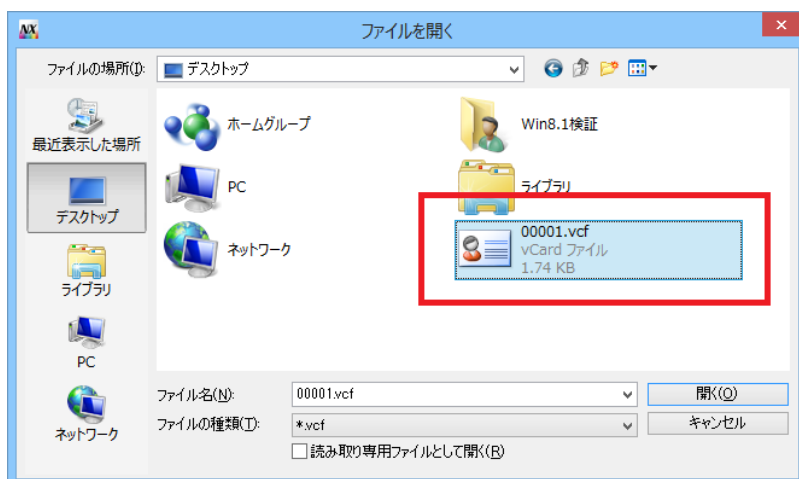 NX
ファイルを開く
ファイルの場所(I):
デスクトップ
最近表示した場所
デスクトップ
ライブラリ
PC
ネットワーク
ホームグループ
Win8.1検証
PC
ライブラリ
ネットワーク
00001.vcf
vCard ファイル
1.74 KB
ファイル名(N):
00001.vcf
開く(O)
ファイルの種類(T):
*.vcf
キャンセル
読み取り専用ファイルとして開く(R)